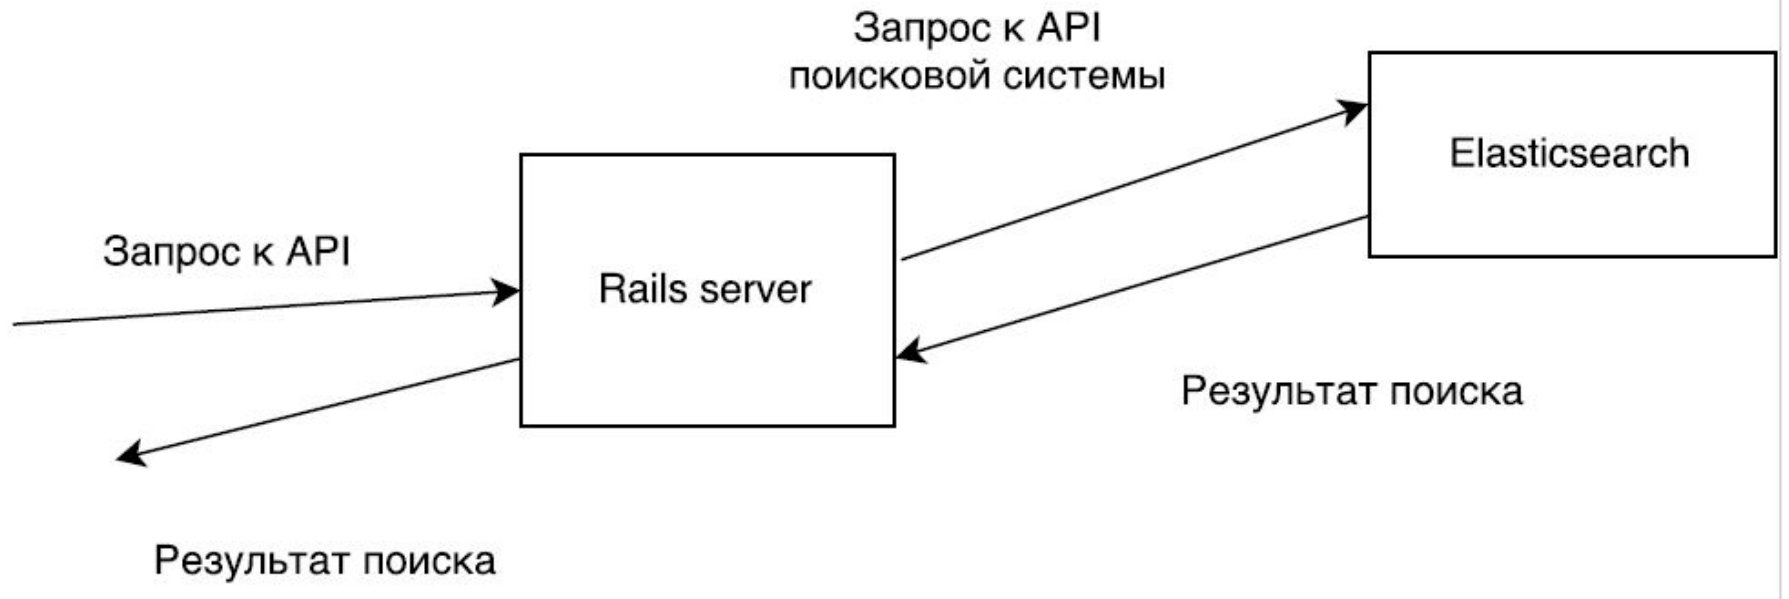 Запрос к API
поисковой системы
Elasticsearch
Запрос к API
Rails server
Результат поиска
Результат поиска